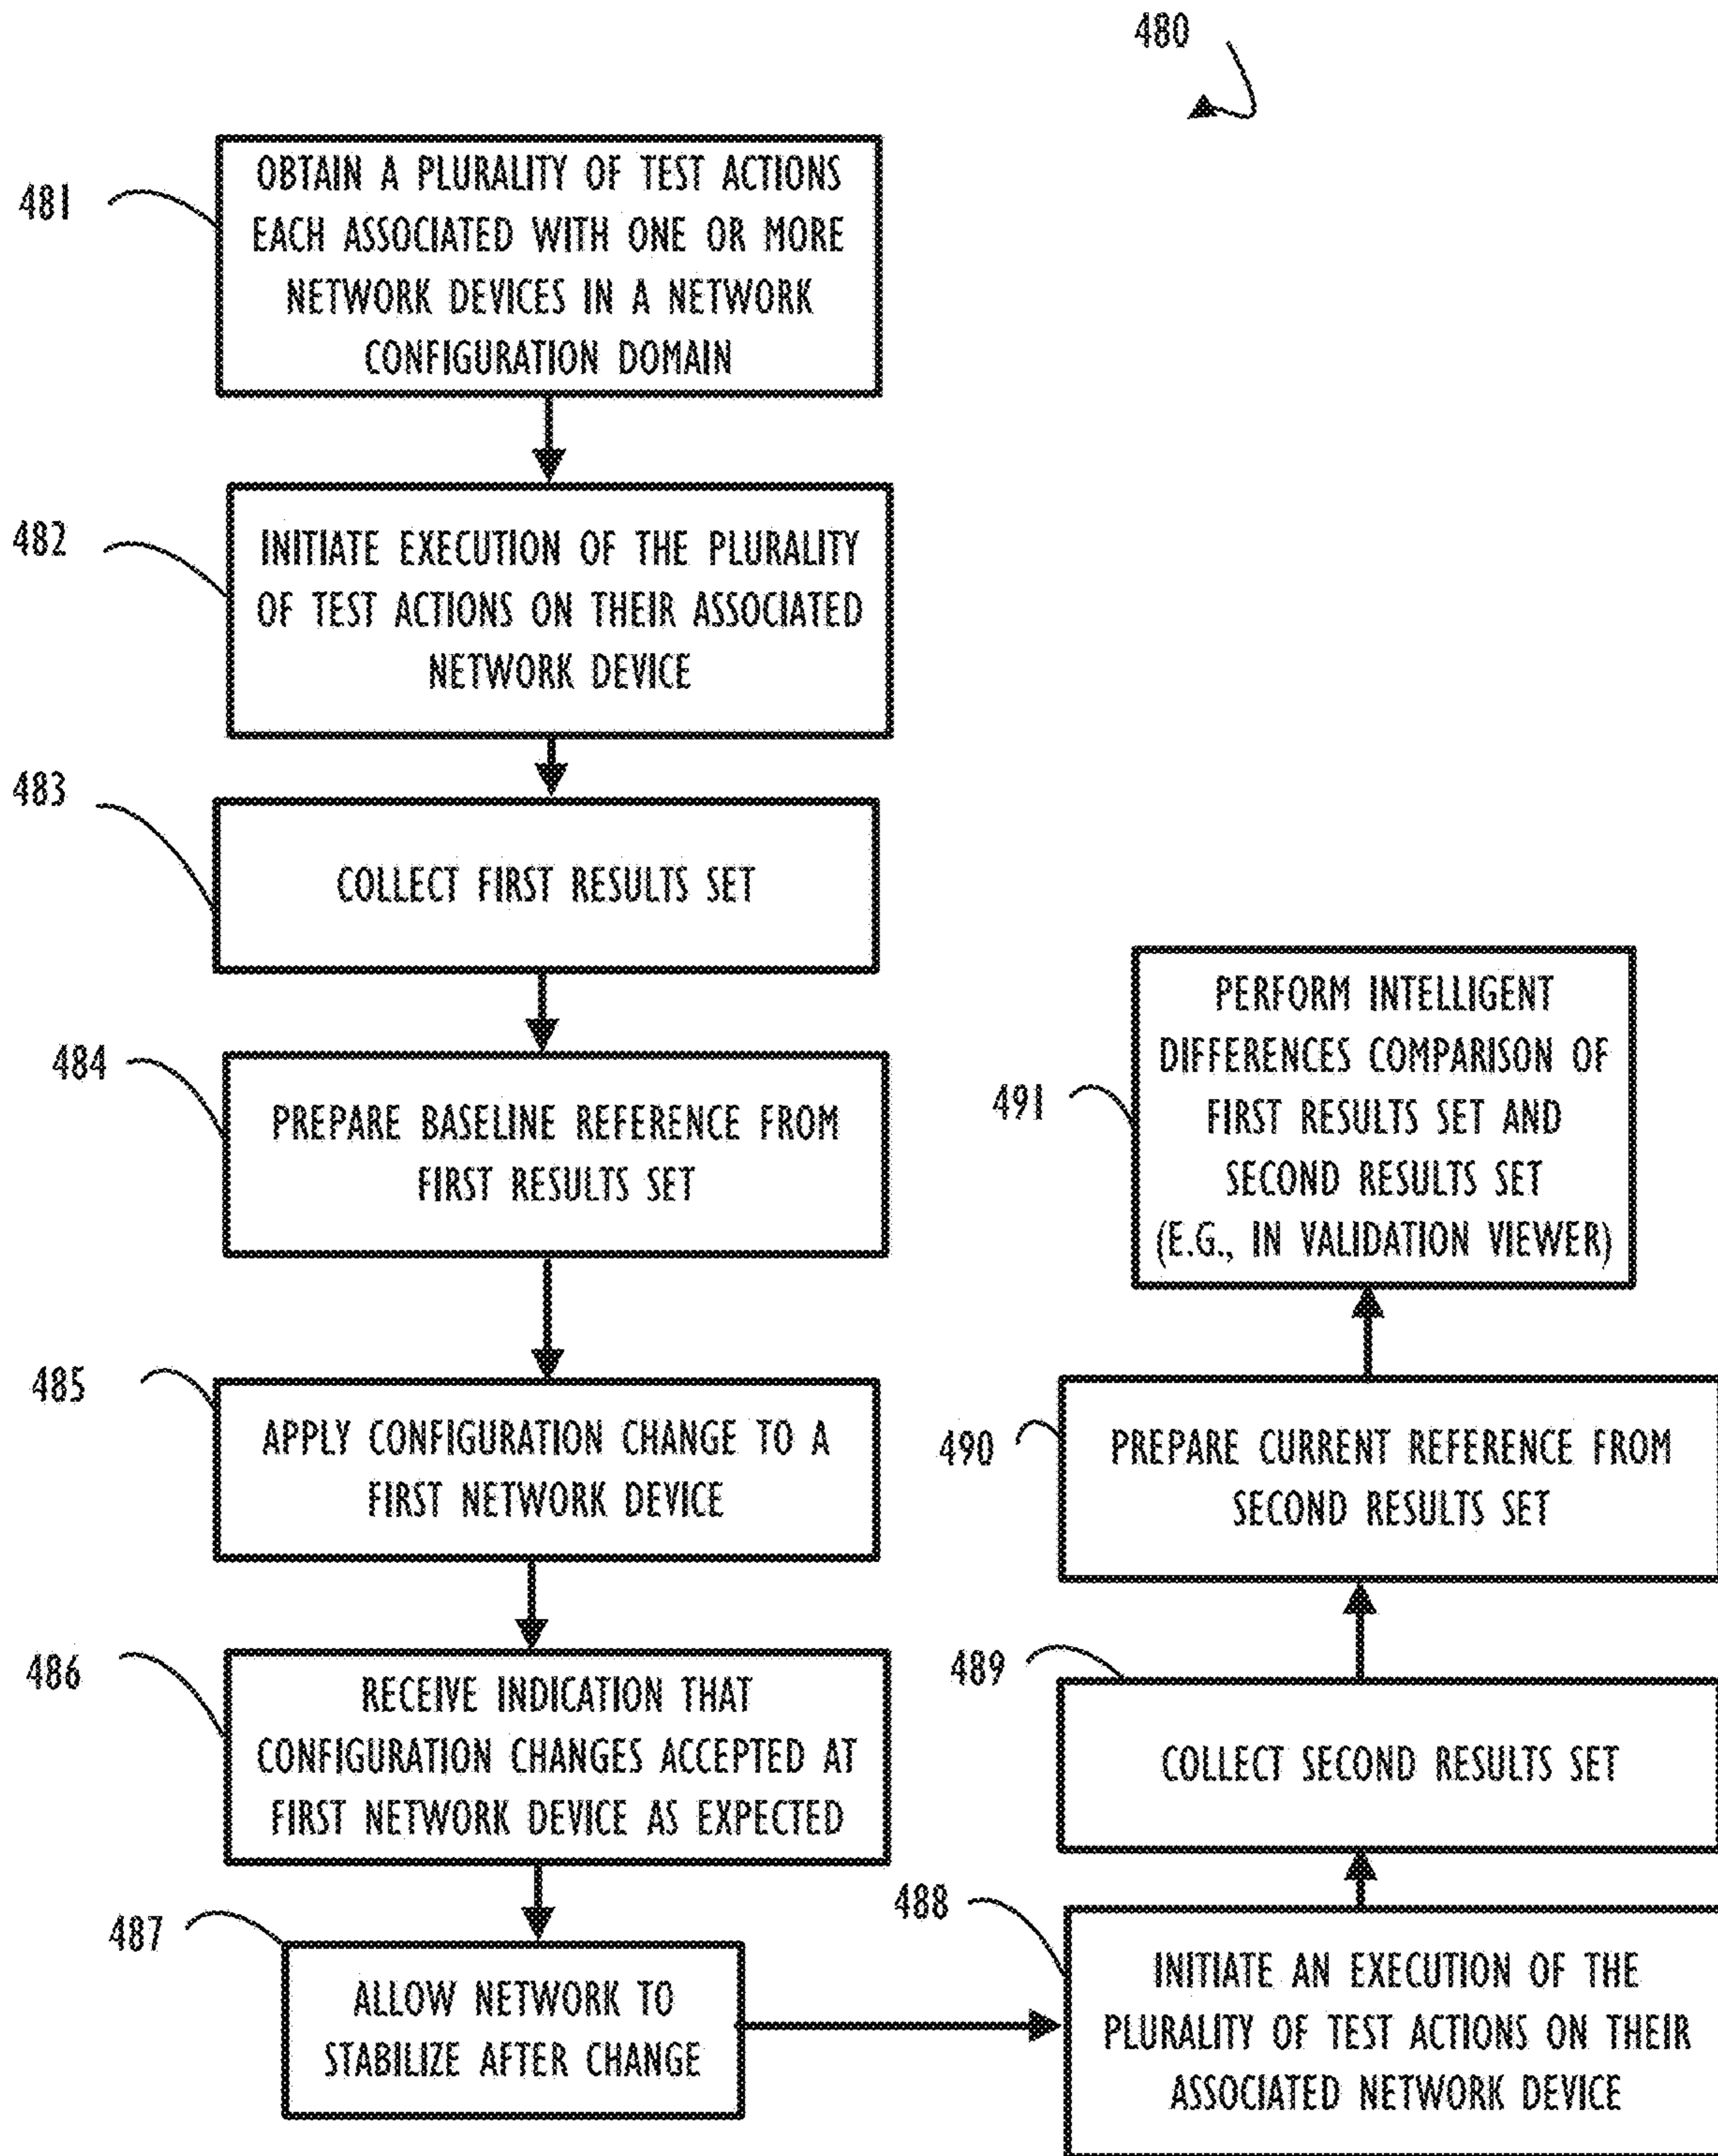 480
481
OBTAIN A PLURALITY OF TEST ACTIONS
EACH ASSOCIATED WITH ONE OR MORE
NETWORK DEVICES IN A NETWORK
CONFIGURATION DOMAIN
482
INITIATE EXECUTION OF THE PLURALITY
OF TEST ACTIONS ON THEIR ASSOCIATED
NETWORK DEVICE
483
COLLECT FIRST RESULTS SET
484
PREPARE BASELINE REFERENCE FROM
FIRST RESULTS SET
485
APPLY CONFIGURATION CHANGE TO A
FIRST NETWORK DEVICE
486
RECEIVE INDICATION THAT
CONFIGURATION CHANGES ACCEPTED AT
FIRST NETWORK DEVICE AS EXPECTED
487
ALLOW NETWORK TO
STABILIZE AFTER CHANGE
488
INITIATE AN EXECUTION OF THE
PLURALITY OF TEST ACTIONS ON THEIR
ASSOCIATED NETWORK DEVICE
489
COLLECT SECOND RESULTS SET
490
PREPARE CURRENT REFERENCE FROM
SECOND RESULTS SET
491
PERFORM INTELLIGENT
DIFFERENCES COMPARISON OF
FIRST RESULTS SET AND
SECOND RESULTS SET
(E.G., IN VALIDATION VIEWER)